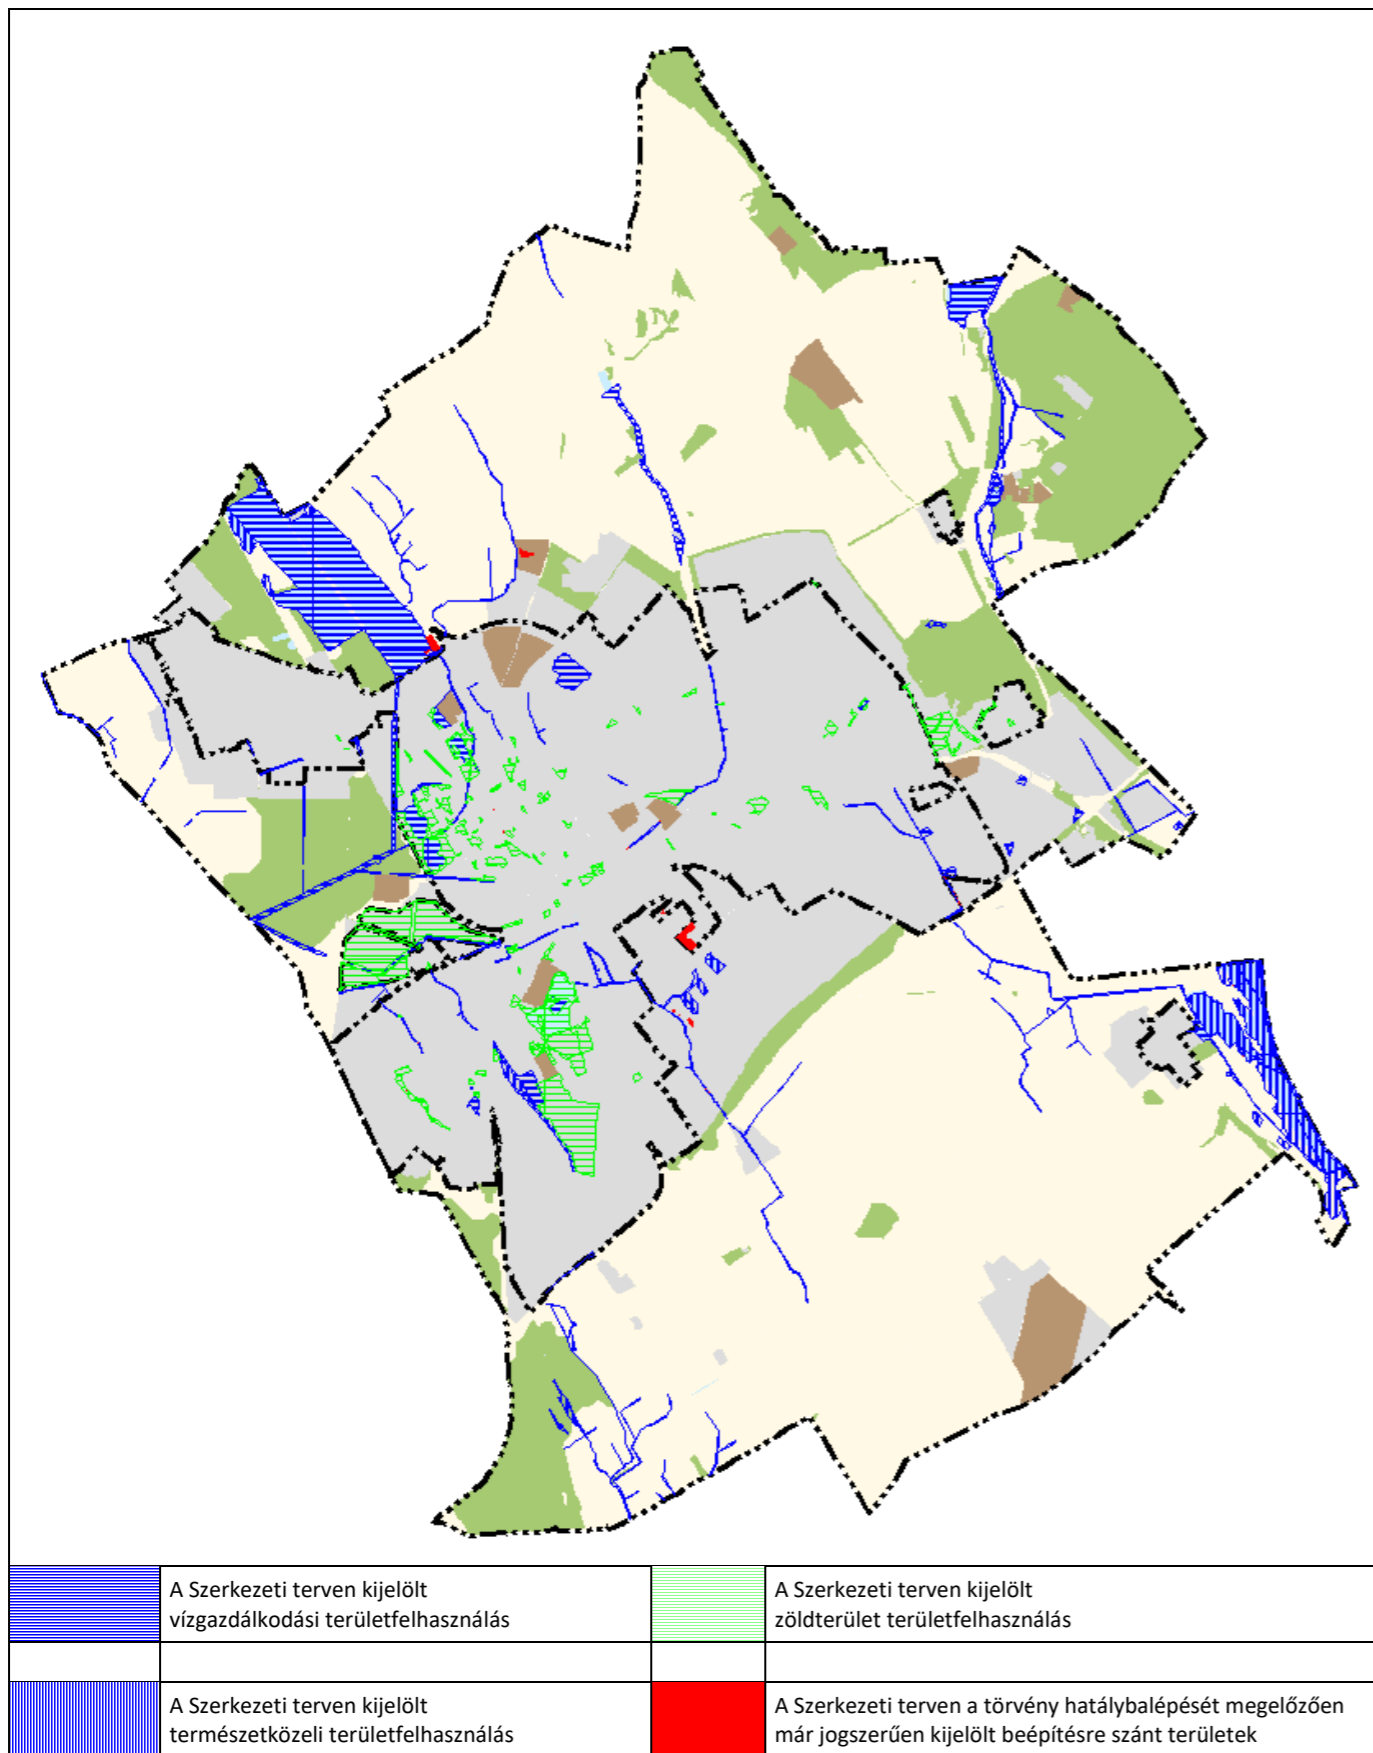 A Szerkezeti terven kijelölt
vízgazdálkodási területfelhasználás
A Szerkezeti terven kijelölt
zöldterület területfelhasználás
A Szerkezeti terven kijelölt
természetközeli területfelhasználás
A Szerkezeti terven a törvény hatálybalépését megelőzően
már jogszerűen kijelölt beépítésre szánt területek